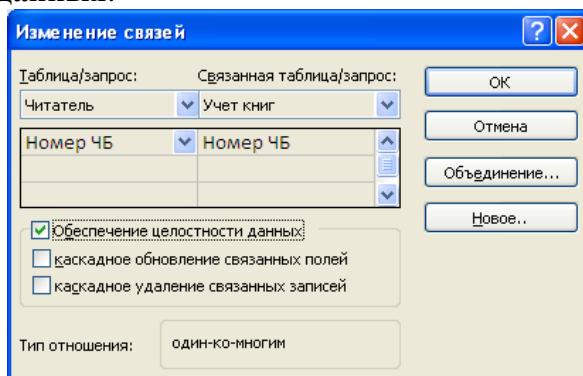 Изменение связей
Таблица/запрос: Связанная таблица/запрос:
Читатель Учет книг
Номер ЧБ Номер ЧБ
Обеспечение целостности данных
каскадное обновление связанных полей
каскадное удаление связанных записей
Тип отношения: один-ко-многим
ОК
Отмена
Объединение...
Новое..